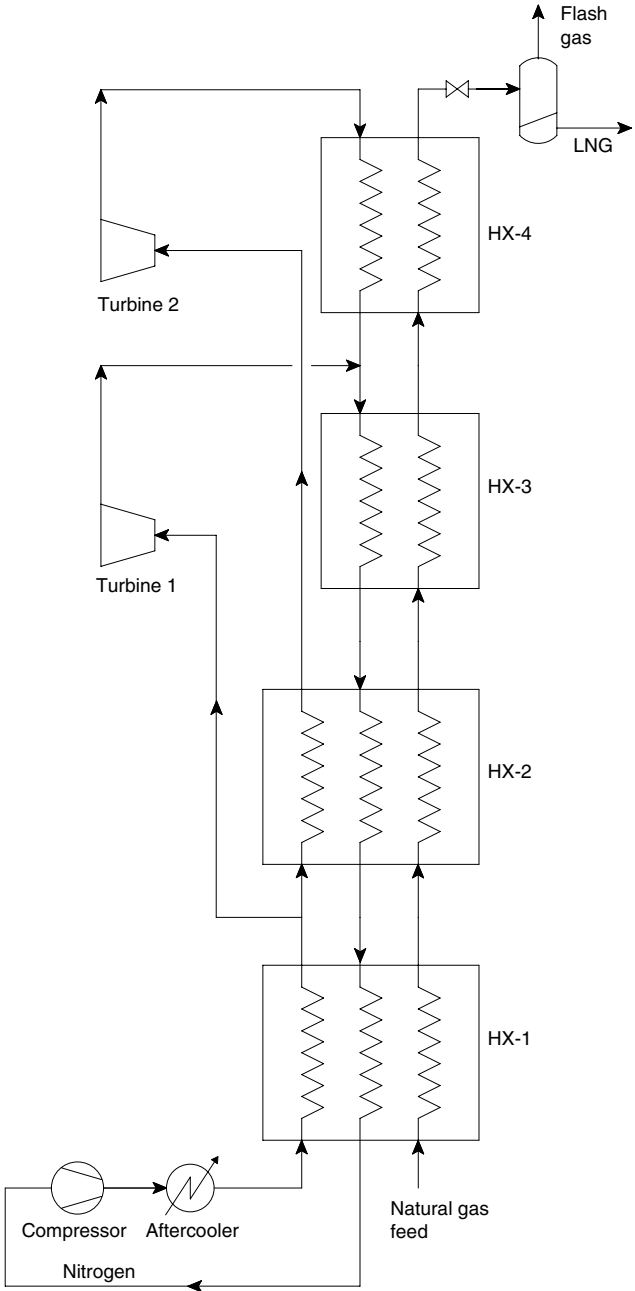 Flash
gas
LNG
HX-4
Turbine 2
HX-3
Turbine 1
HX-2
HX-1
Compressor
Aftercooler
Natural gas
feed
Nitrogen